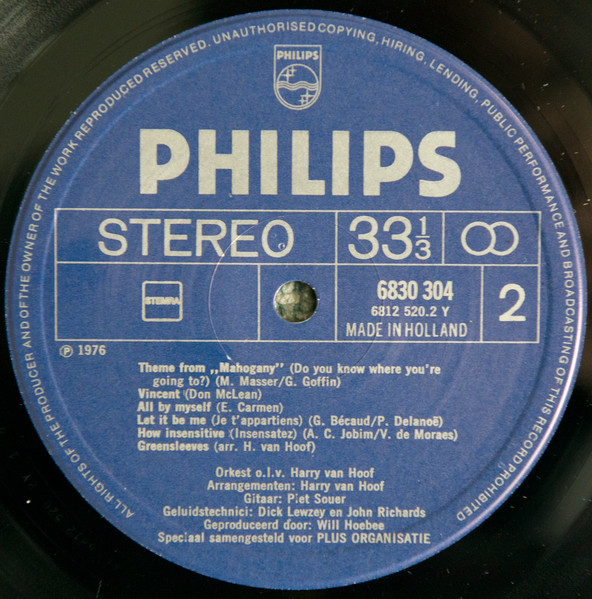 ALL RIGHTS OF THE PRODUCER AND OF THE OWNER OF THE WORK REPRODUCED RESERVED. UNAUTHORISED COPYING, HIRING, LENDING, PUBLIC PERFORMANCE AND BROADCASTING OF THIS RECORD PROHIBITED
PHILIPS
PHILIPS
STEREO 33 1/3
STEMRA
6830 304
6812 520.2 Y
MADE IN HOLLAND
2
Ⓟ 1976
Theme from „Mahogany" (Do you know where you're
going to?) (M. Masser/G. Goffin)
Vincent (Don McLean)
All by myself (E. Carmen)
Let it be me (Je t'appartiens) (G. Bécaud/P. Delanoë)
How insensitive (Insensatez) (A. C. Jobim/V. de Moraes)
Greensleeves (arr. H. van Hoof)
Orkest o.l.v. Harry van Hoof
Arrangementen: Harry van Hoof
Gitaar: Piet Souer
Geluidstechnici: Dick Lewzey en John Richards
Geproduceerd door: Will Hoebee
Speciaal samengesteld voor PLUS ORGANISATIE